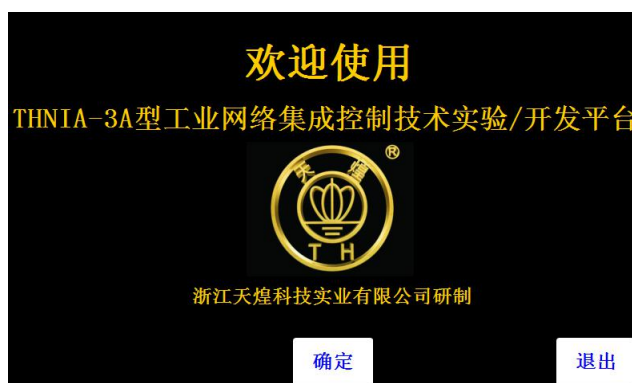 欢迎使用
THNIA-3A型工业网络集成控制技术实验/开发平台
天煌®
TH
浙江天煌科技实业有限公司研制
确定 退出